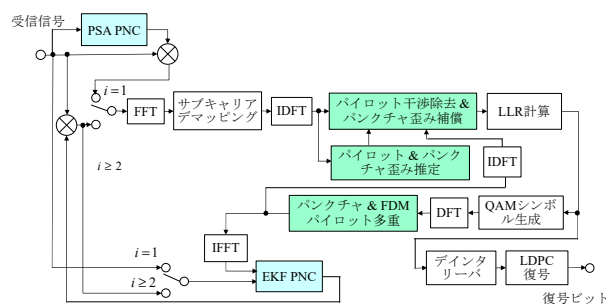 受信信号
PSA PNC
i=1
FFT
サブキャリア
デマッピング
IDFT
パイロット干渉除去 &
パンクチャ歪み補償
LLR計算
i ≥ 2
パイロット & パンク
チャ歪み推定
IDFT
パンクチャ & FDM
パイロット多重
DFT
QAMシンボ
ル生成
IFFT
i=1
i ≥ 2
EKF PNC
デインタ
リーバ
LDPC
復号
復号ビット